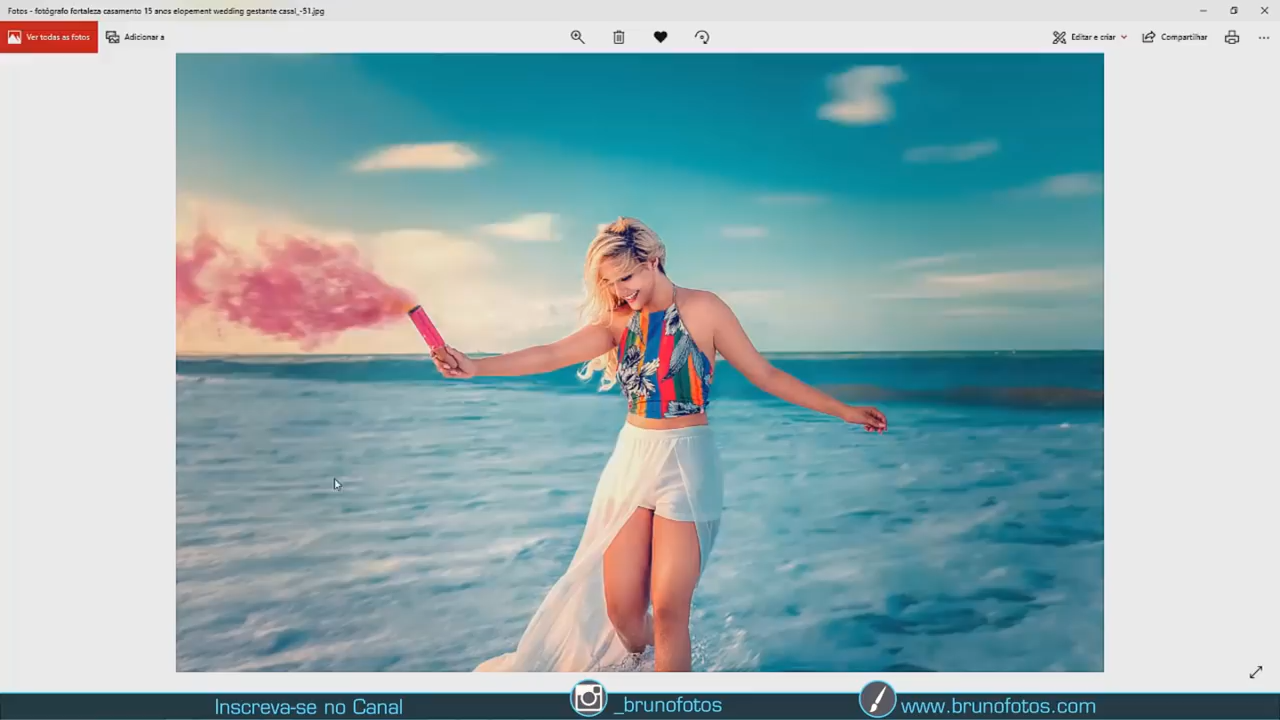 Fotos - fotógrafo fortaleza casamento 15 anos elopement wedding gestante casal_-51.jpg
Ver todas as fotos
Adicionar a
Editar e criar
Compartilhar
Inscreva-se no Canal
_brunofotos
www.brunofotos.com